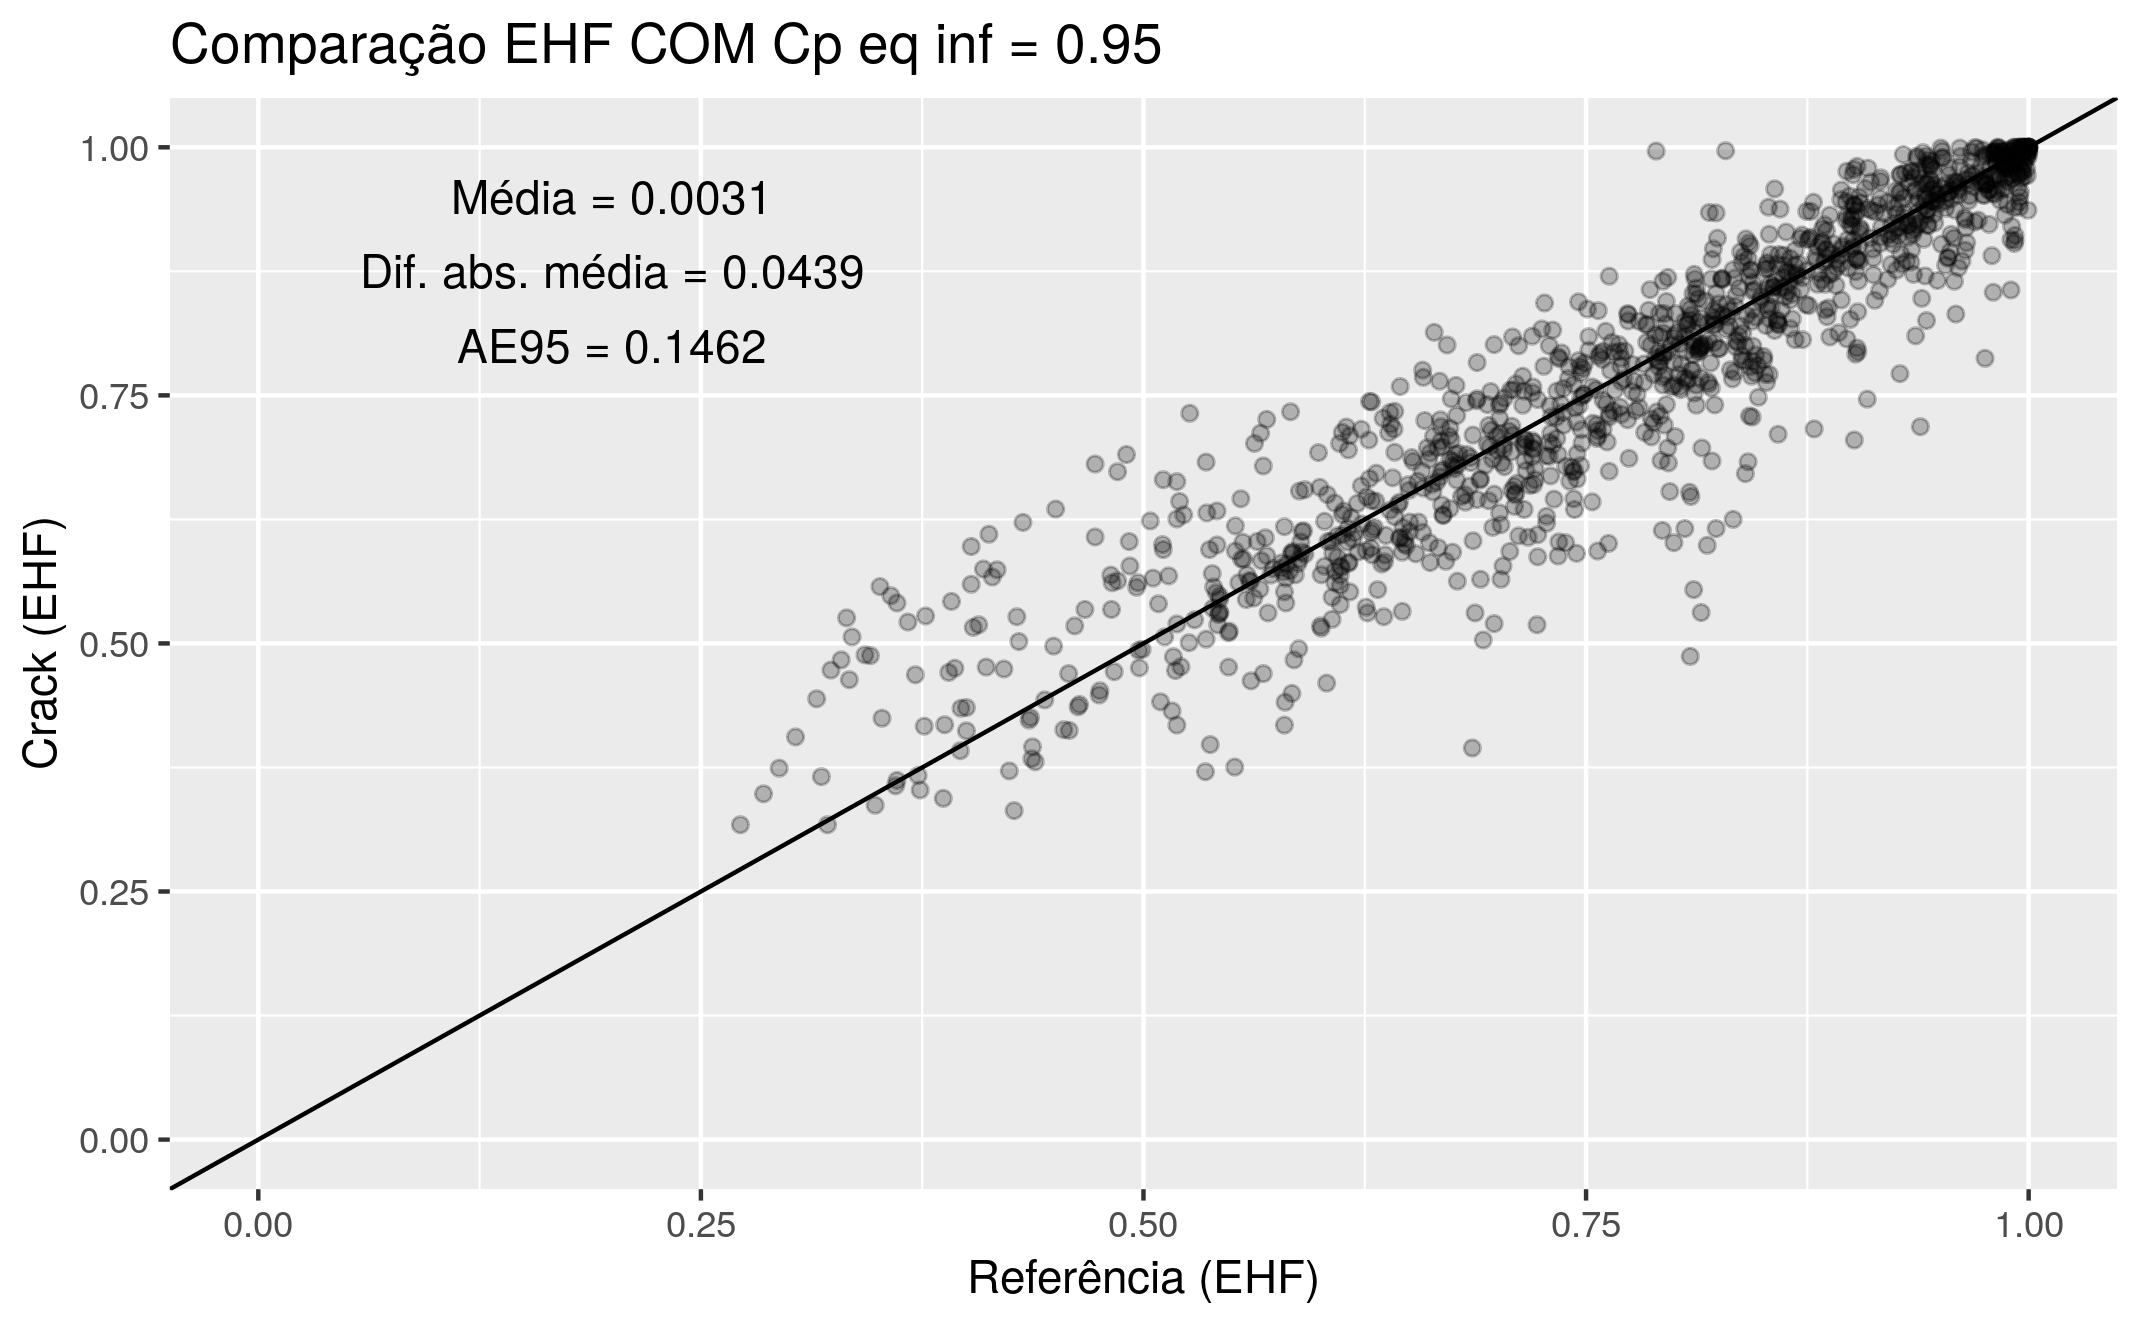 Comparação EHF COM Cp eq inf = 0.95
Média = 0.0031
Dif. abs. média = 0.0439
AE95 = 0.1462
Crack (EHF)
1.00
0.75
0.50
0.25
0.00
0.00 0.25 0.50 0.75 1.00
Referência (EHF)